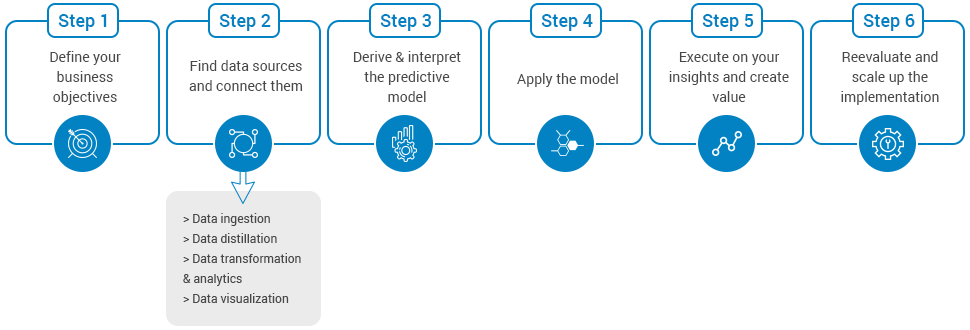 Step 1
Define your
business
objectives
Step 2
Find data sources
and connect them
> Data ingestion
> Data distillation
> Data transformation
& analytics
> Data visualization
Step 3
Derive & interpret
the predictive
model
Step 4
Apply the model
Step 5
Execute on your
insights and create
value
Step 6
Reevaluate and
scale up the
implementation